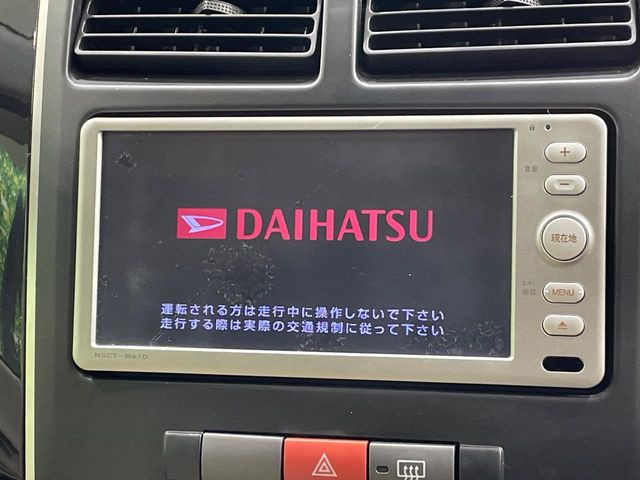 DAIHATSU
運転される方は走行中に操作しないで下さい
走行する際は実際の交通規制に従って下さい
NSCT-W61D
+
音量
−
現在地
MENU